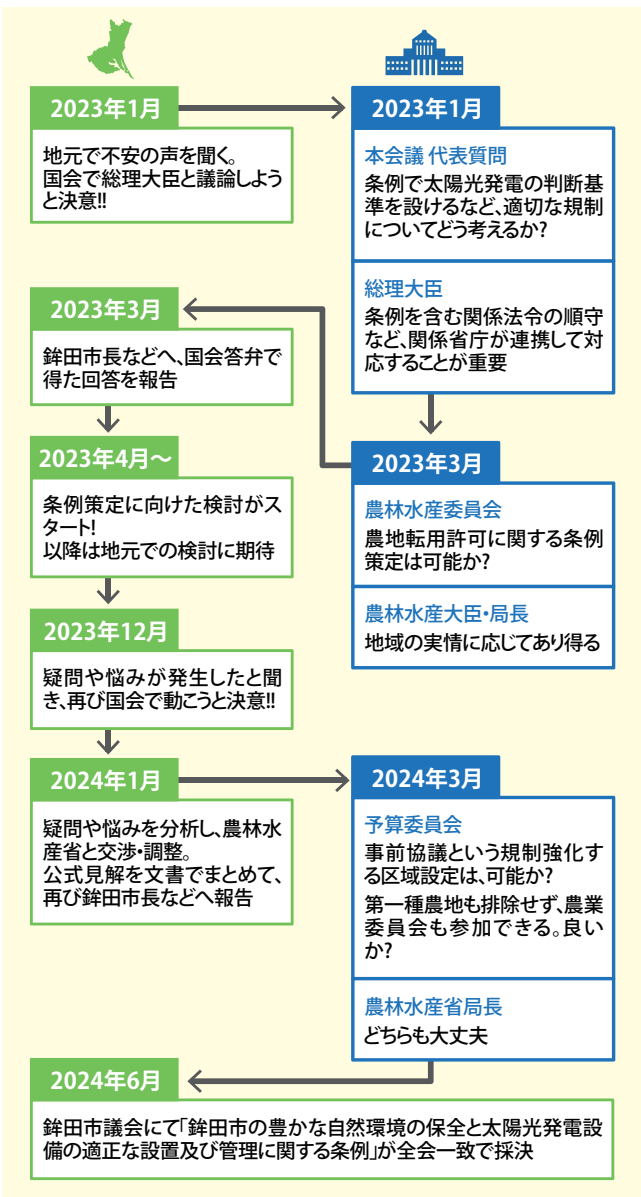 2023年1月
地元で不安の声を聞く。
国会で総理大臣と議論しよう
と決意!!
2023年1月
本会議 代表質問
条例で太陽光発電の判断基
準を設けるなど、適切な規制
についてどう考えるか?
総理大臣
条例を含む関係法令の順守
など、関係省庁が連携して対
応することが重要
2023年3月
農林水産委員会
農地転用許可に関する条例
策定は可能か?
農林水産大臣・局長
地域の実情に応じてあり得る
2023年3月
鉾田市長などへ、国会答弁で
得た回答を報告
2023年4月～
条例策定に向けた検討がス
タート!
以降は地元での検討に期待
2023年12月
疑問や悩みが発生したと聞
き、再び国会で動こうと決意!!
2024年1月
疑問や悩みを分析し、農林水
産省と交渉・調整。
公式見解を文書でまとめて、
再び鉾田市長などへ報告
2024年3月
予算委員会
事前協議という規制強化す
る区域設定は、可能か?
第一種農地も排除せず、農業
委員会も参加できる。良い
か?
農林水産省局長
どちらも大丈夫
2024年6月
鉾田市議会にて「鉾田市の豊かな自然環境の保全と太陽光発電設
備の適正な設置及び管理に関する条例」が全会一致で採決